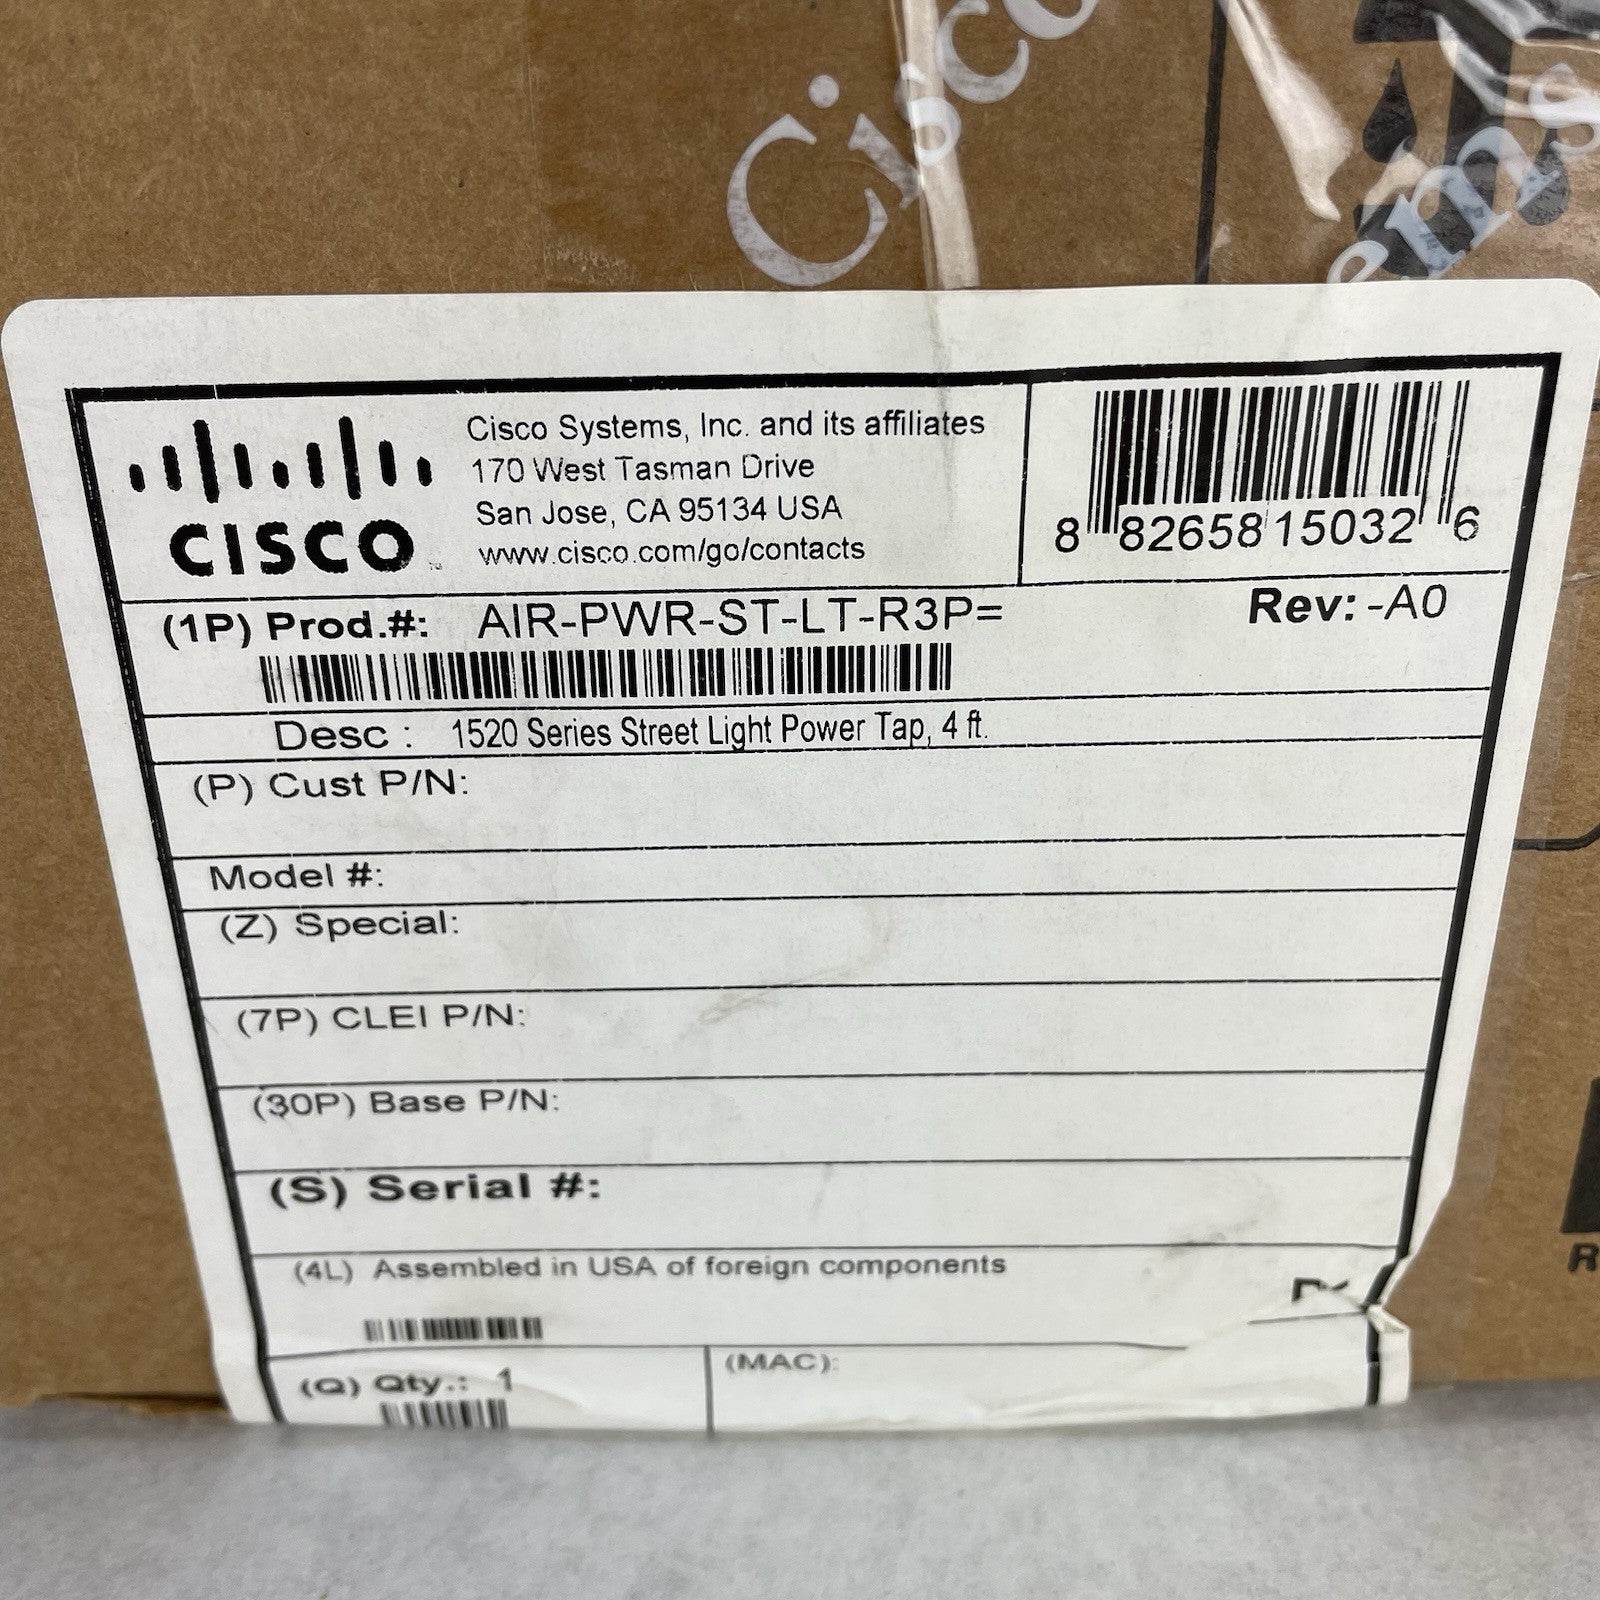 Cisco
ems
CISCO
Cisco Systems, Inc. and its affiliates
170 West Tasman Drive
San Jose, CA 95134 USA
www.cisco.com/go/contacts
8 82658 15032 6
(1P) Prod.#: AIR-PWR-ST-LT-R3P=
Rev: -A0
Desc : 1520 Series Street Light Power Tap, 4 ft.
(P) Cust P/N:
Model #:
(Z) Special:
(7P) CLEI P/N:
(30P) Base P/N:
(S) Serial #:
(4L) Assembled in USA of foreign components
(Q) Qty.: 1
(MAC):
R